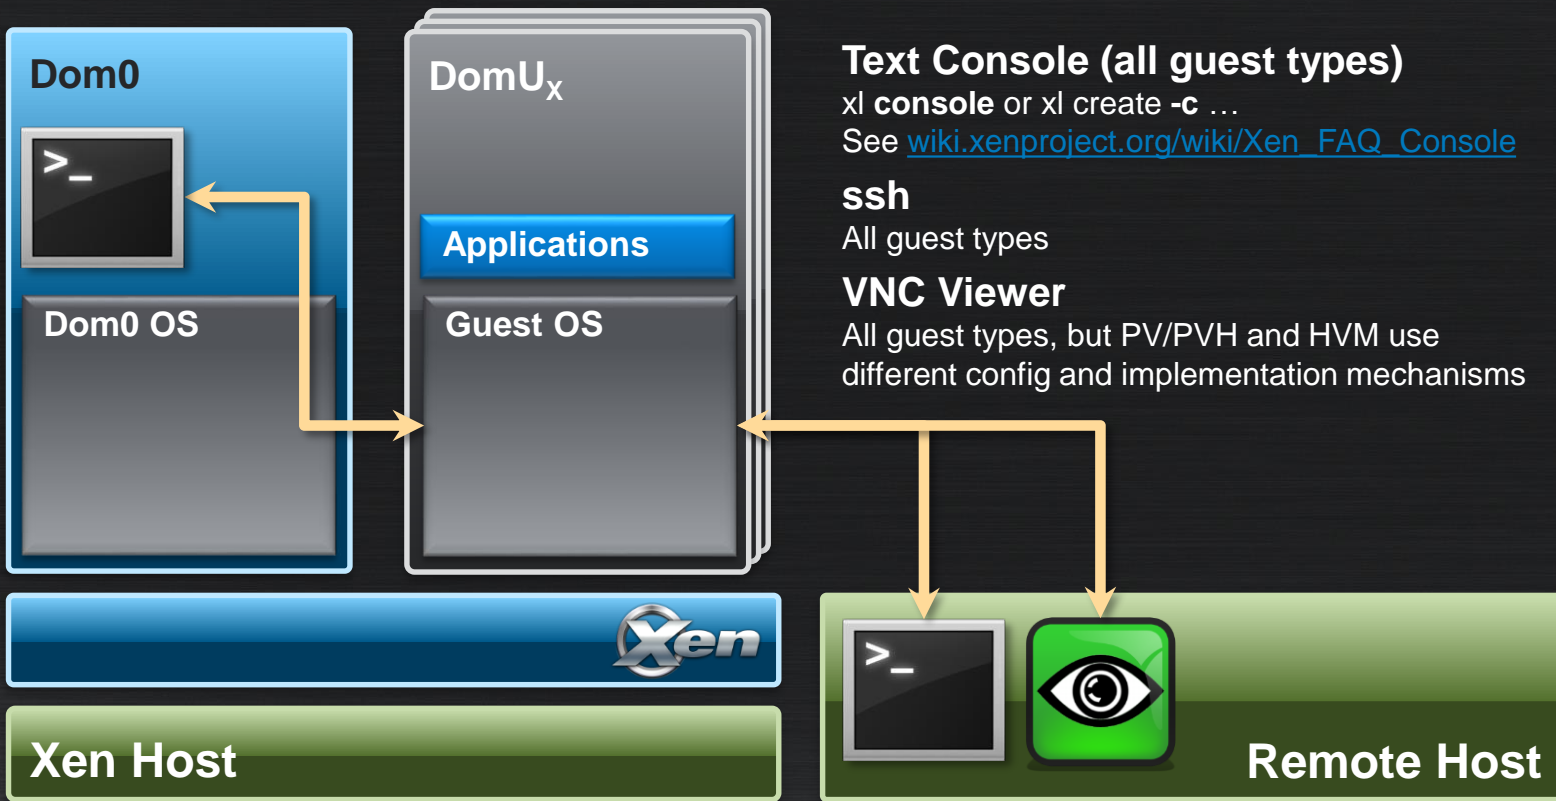 Dom0
>_
Dom0 OS
DomUX
Applications
Guest OS
Text Console (all guest types)
xl console or xl create -c …
See wiki.xenproject.org/wiki/Xen_FAQ_Console
ssh
All guest types
VNC Viewer
All guest types, but PV/PVH and HVM use
different config and implementation mechanisms
Xen
Xen Host
>_
Remote Host